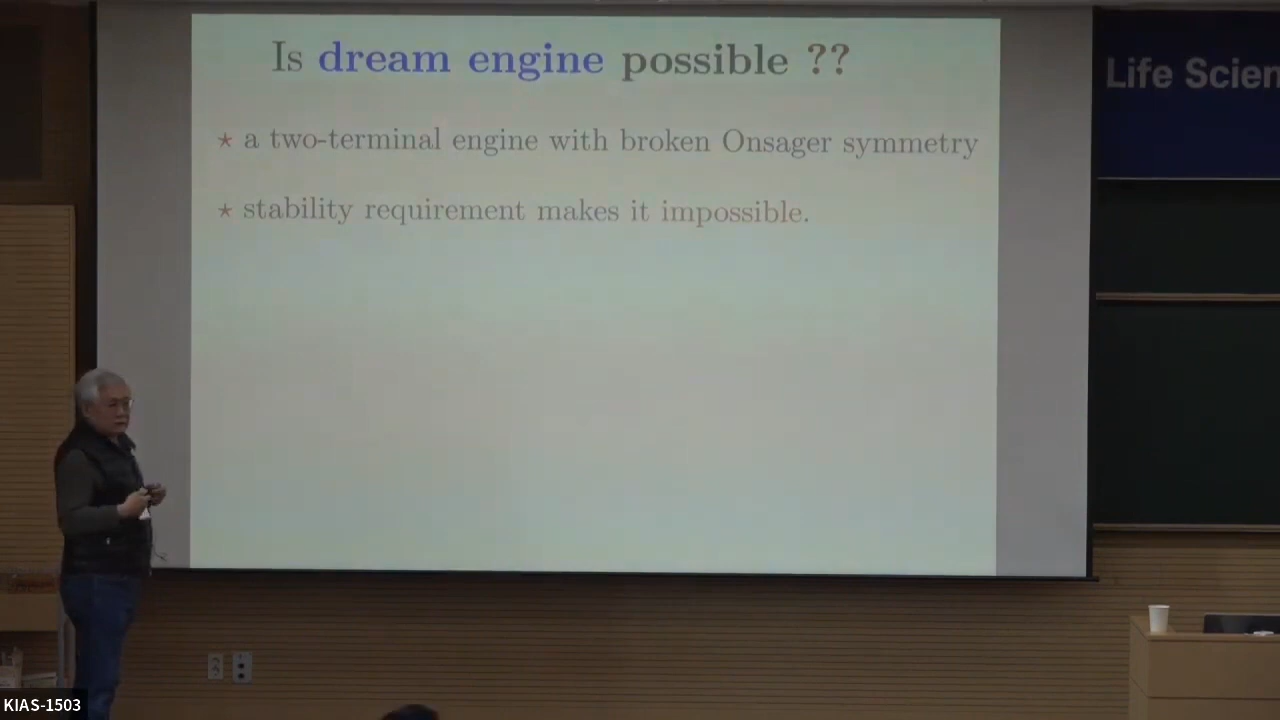 Is dream engine possible ??
Life Scien
⋆ a two-terminal engine with broken Onsager symmetry
⋆ stability requirement makes it impossible.
KIAS-1503